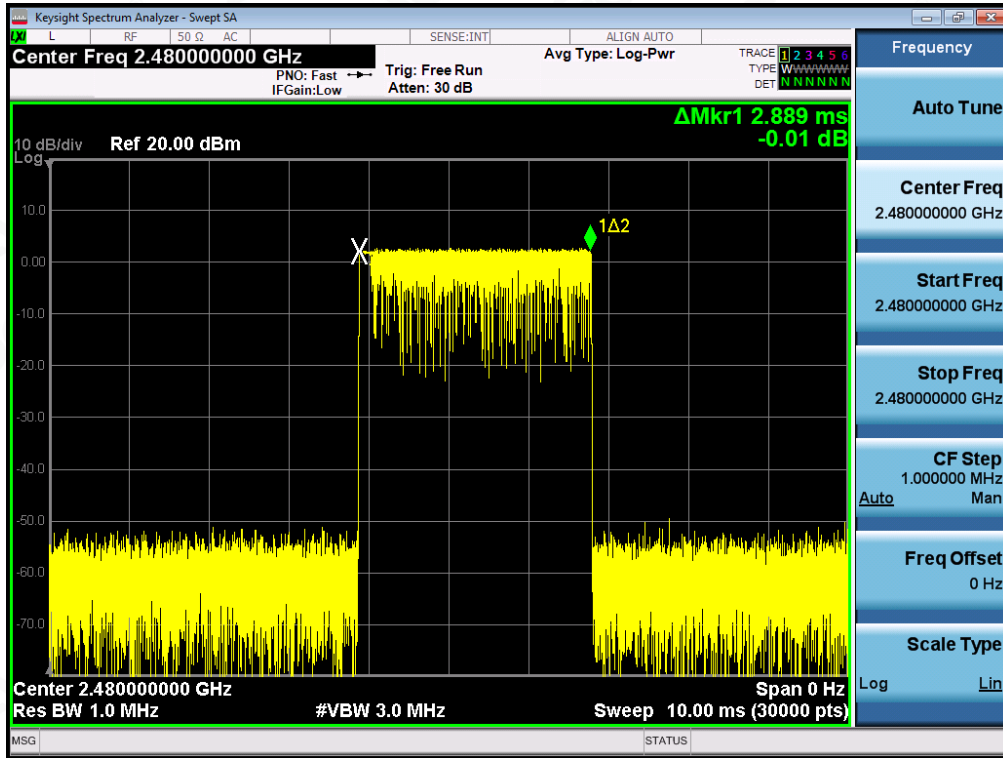 Keysight Spectrum Analyzer - Swept SA
LXI L RF 50 Ω AC SENSE:INT ALIGN AUTO
Center Freq 2.480000000 GHz
PNO: Fast
IFGain:Low
Trig: Free Run
Atten: 30 dB
Avg Type: Log-Pwr
TRACE 1 2 3 4 5 6
TYPE W W W W W W
DET N N N N N N
ΔMkr1 2.889 ms
-0.01 dB
10 dB/div Ref 20.00 dBm
Log
10.0
0.00
-10.0
-20.0
-30.0
-40.0
-50.0
-60.0
-70.0
X
1Δ2
Center 2.480000000 GHz Span 0 Hz
Res BW 1.0 MHz #VBW 3.0 MHz Sweep 10.00 ms (30000 pts)
MSG STATUS
Frequency
Auto Tune
Center Freq
2.480000000 GHz
Start Freq
2.480000000 GHz
Stop Freq
2.480000000 GHz
CF Step
1.000000 MHz
Auto Man
Freq Offset
0 Hz
Scale Type
Log Lin